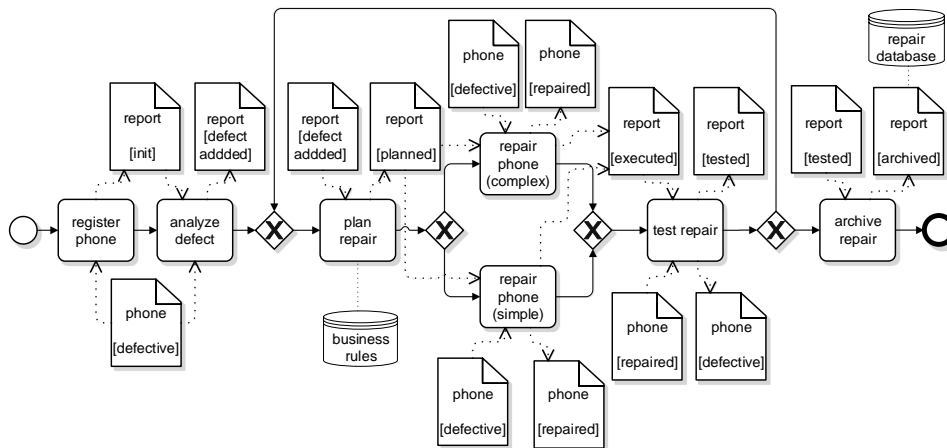 phone
[defective]
phone
[repaired]
repair
database
report
[init]
report
[defect
addded]
report
[defect
addded]
report
[planned]
report
[executed]
report
[tested]
report
[tested]
report
[archived]
register
phone
analyze
defect
X
plan
repair
X
repair
phone
(complex)
X
test repair
X
archive
repair
repair
phone
(simple)
phone
[defective]
business
rules
phone
[repaired]
phone
[defective]
phone
[defective]
phone
[repaired]